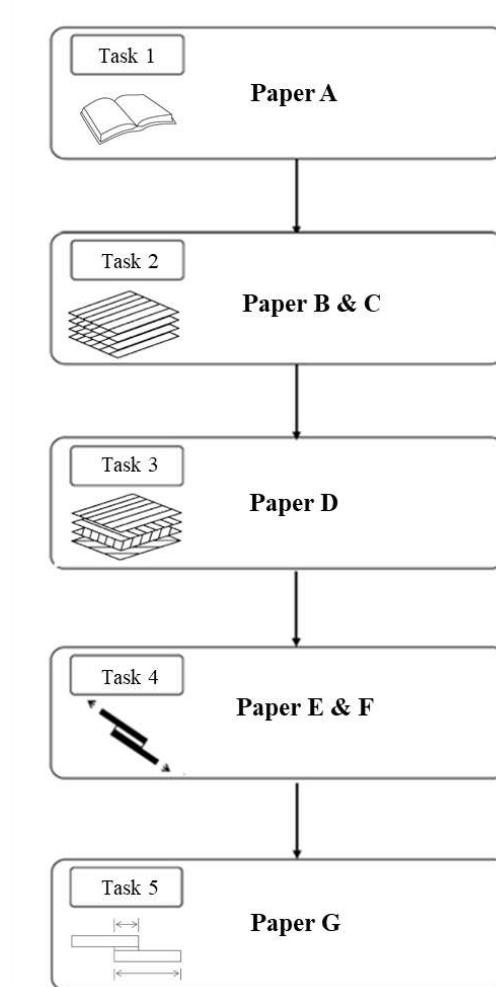 Task 1
Paper A
Task 2
Paper B & C
Task 3
Paper D
Task 4
Paper E & F
Task 5
Paper G